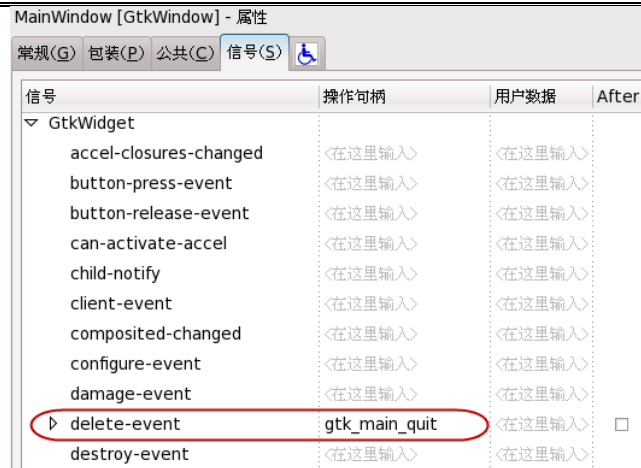 MainWindow [GtkWindow] - 属性
常规(G) 包装(P) 公共(C) 信号(S)
信号 操作句柄 用户数据 After
GtkWidget
accel-closures-changed <在这里输入> <在这里输入>
button-press-event <在这里输入> <在这里输入>
button-release-event <在这里输入> <在这里输入>
can-activate-accel <在这里输入> <在这里输入>
child-notify <在这里输入> <在这里输入>
client-event <在这里输入> <在这里输入>
composited-changed <在这里输入> <在这里输入>
configure-event <在这里输入> <在这里输入>
damage-event <在这里输入> <在这里输入>
delete-event gtk_main_quit <在这里输入>
destroy-event <在这里输入> <在这里输入>